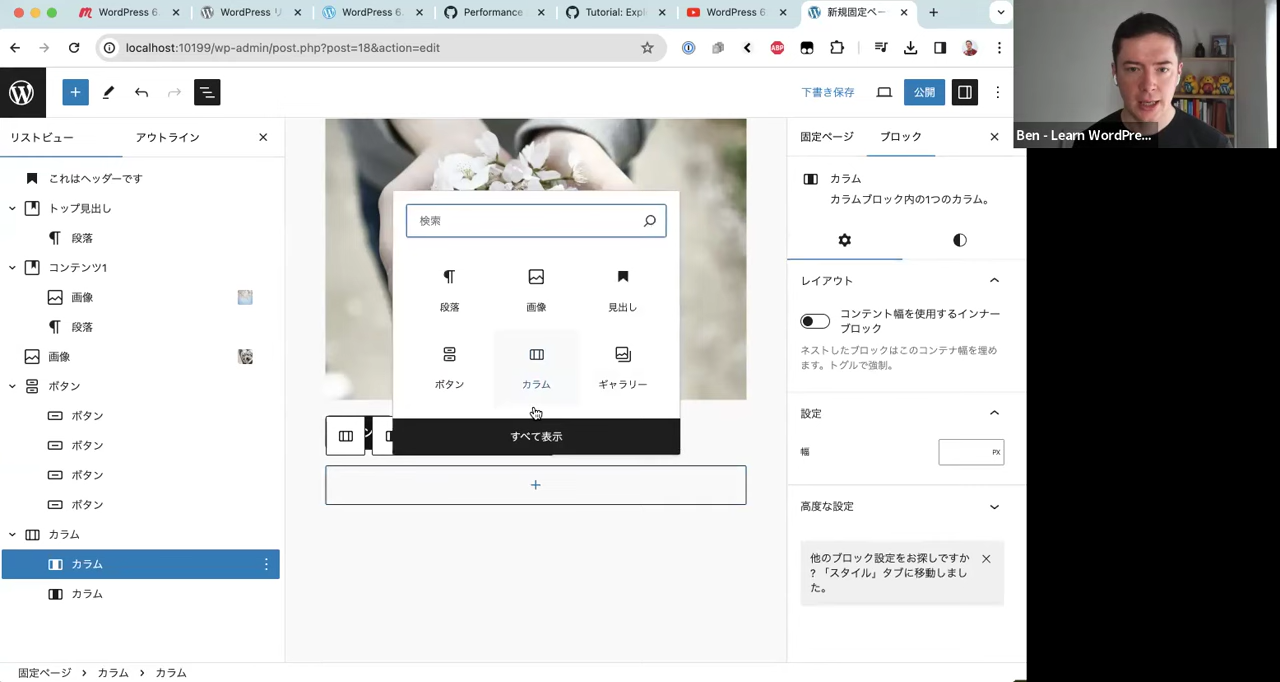 WordPress 6.
WordPress リ
WordPress 6.
Performance
Tutorial: Expl
WordPress 6
新規固定ペー
localhost:10199/wp-admin/post.php?post=18&action=edit
ABP
下書き保存
公開
Ben - Learn WordPre...
リストビュー
アウトライン
固定ページ
ブロック
これはヘッダーです
トップ見出し
段落
コンテンツ1
画像
段落
画像
ボタン
ボタン
ボタン
ボタン
ボタン
カラム
カラム
カラム
検索
段落
画像
見出し
ボタン
カラム
ギャラリー
すべて表示
カラム
カラムブロック内の1つのカラム。
レイアウト
コンテント幅を使用するインナー
ブロック
ネストしたブロックはこのコンテナ幅を埋め
ます。トグルで強制。
設定
幅
PX
高度な設定
他のブロック設定をお探しですか
? 「スタイル」タブに移動しまし
た。
固定ページ
カラム
カラム